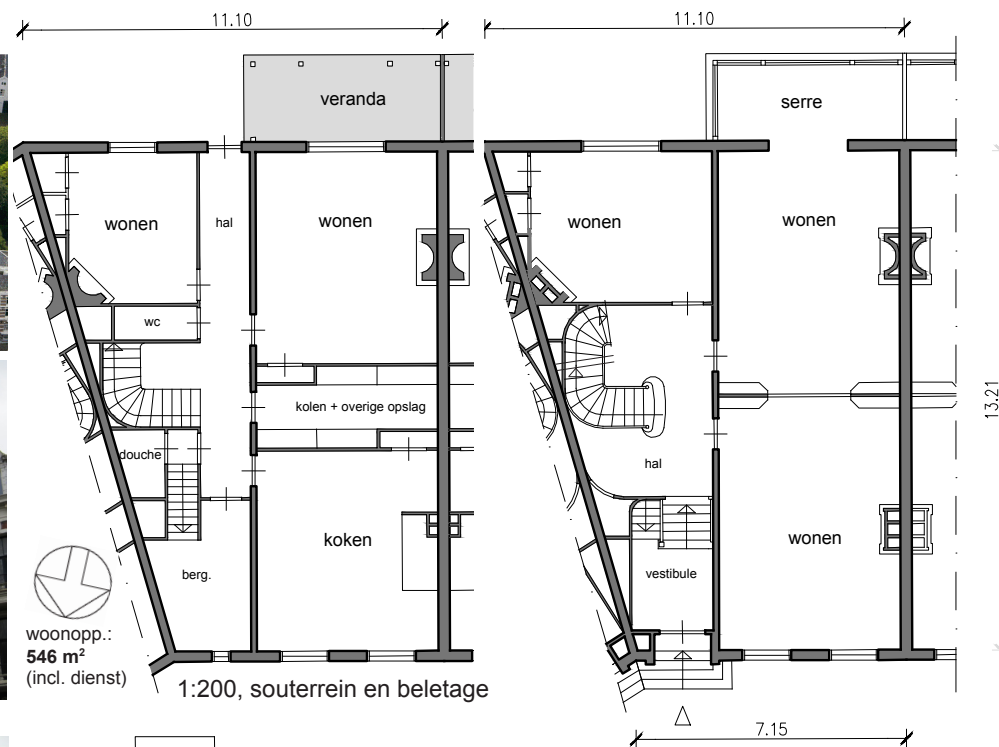 11.10
11.10
veranda
serre
wonen
hal
wonen
wonen
wonen
wc
kolen + overige opslag
13.21
douche
hal
koken
wonen
berg.
vestibule
woonopp.:
546 m²
(incl. dienst)
1:200, souterrein en beletage
7.15